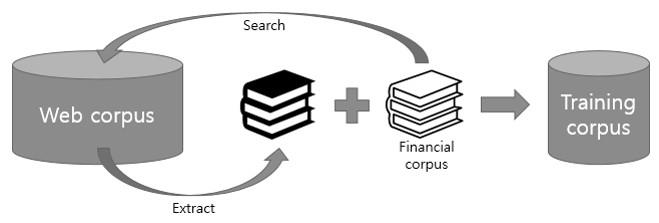 Search
Web corpus
Training
corpus
Financial
corpus
Extract